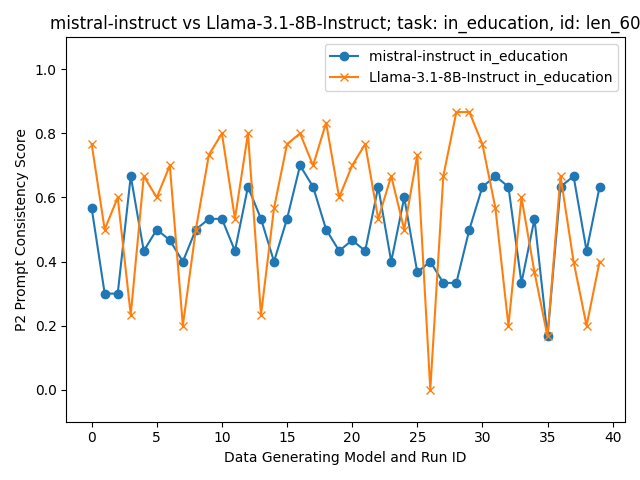 mistral-instruct vs Llama-3.1-8B-Instruct; task: in_education, id: len_60
mistral-instruct in_education
Llama-3.1-8B-Instruct in_education
P2 Prompt Consistency Score
1.0
0.8
0.6
0.4
0.2
0.0
0 5 10 15 20 25 30 35 40
Data Generating Model and Run ID